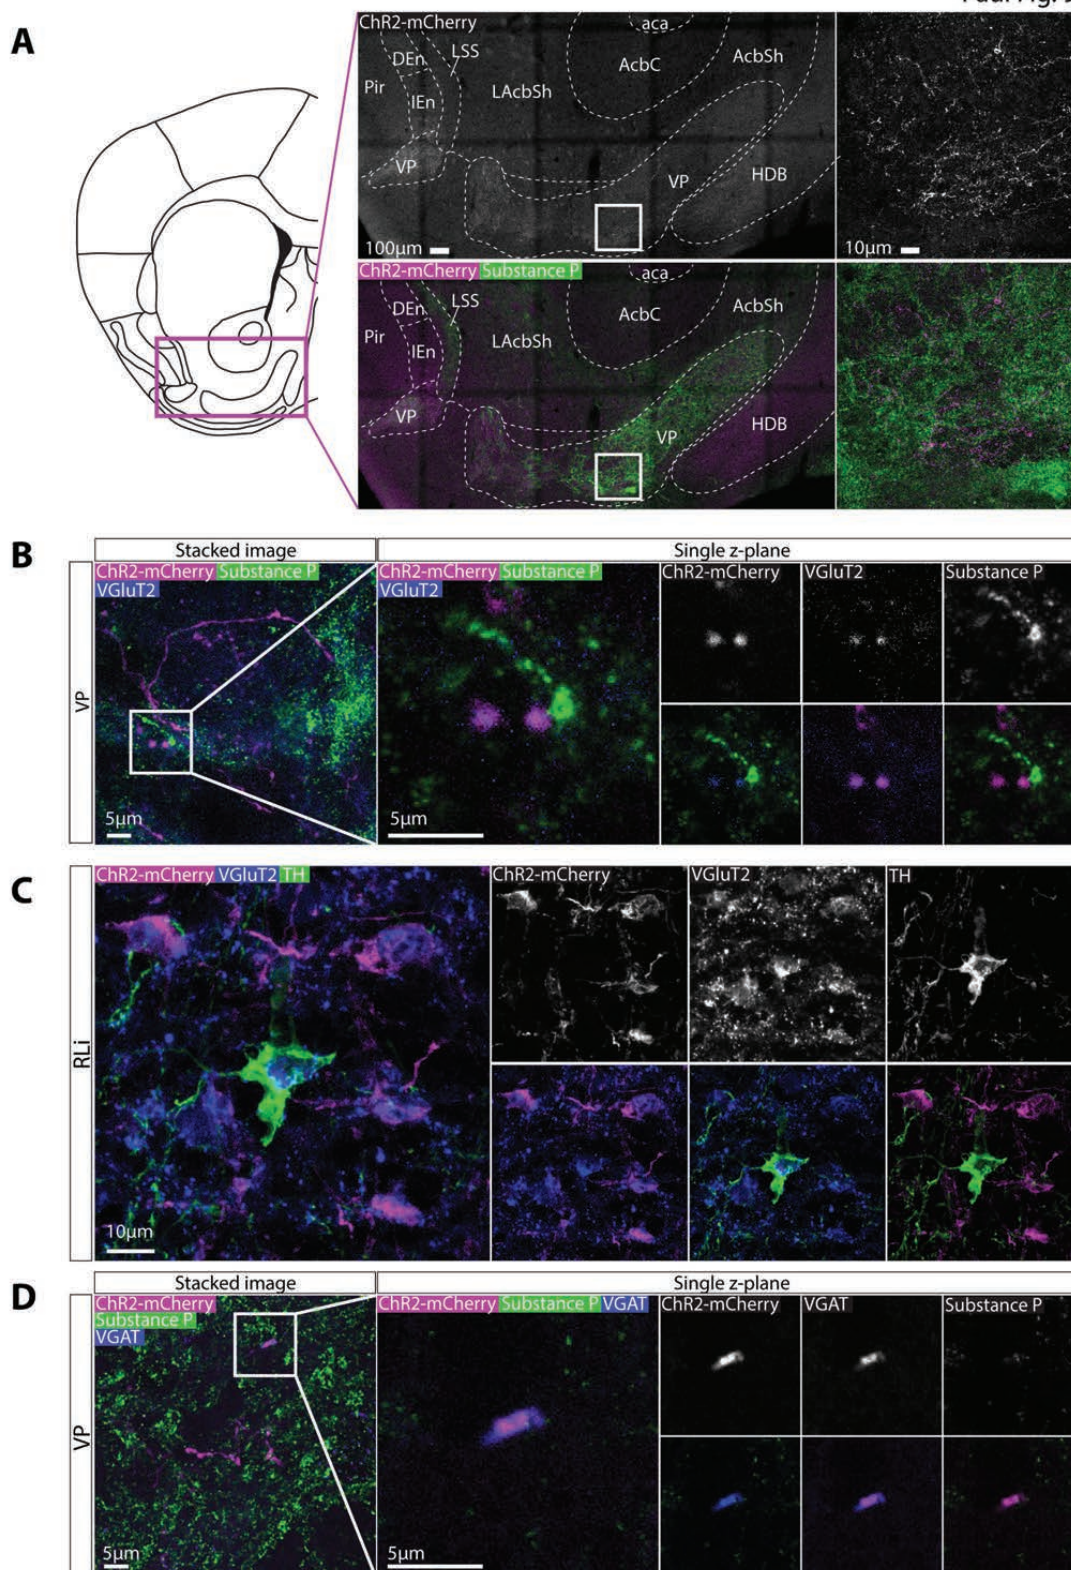 A
ChR2-mCherry
aca
LSS
DEn
AcbC
AcbSh
Pir
LAcbSh
IEn
VP
VP
HDB
100µm
10µm
ChR2-mCherry Substance P
aca
LSS
DEn
AcbC
AcbSh
Pir
LAcbSh
IEn
VP
VP
HDB
B
Stacked image
Single z-plane
VP
ChR2-mCherry Substance P
VGluT2
5µm
ChR2-mCherry Substance P
VGluT2
5µm
ChR2-mCherry
VGluT2
Substance P
C
RLi
ChR2-mCherry VGluT2 TH
10µm
ChR2-mCherry
VGluT2
TH
D
Stacked image
Single z-plane
VP
ChR2-mCherry
Substance P
VGAT
5µm
ChR2-mCherry Substance P VGAT
5µm
ChR2-mCherry
VGAT
Substance P